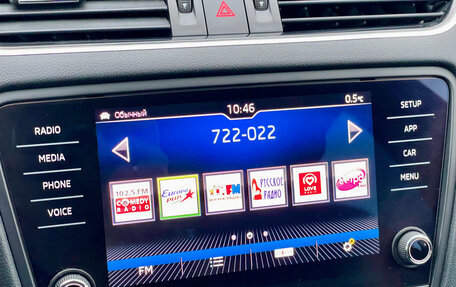 Обычный
10:46
0.5°C
RADIO
MEDIA
PHONE
VOICE
SETUP
APP
CAR
MENU
722-022
102.5 FM
COMEDY
RADIO
Европа
plus
.FM
РУССКОЕ
РАДИО
LOVE
RADIO
FM